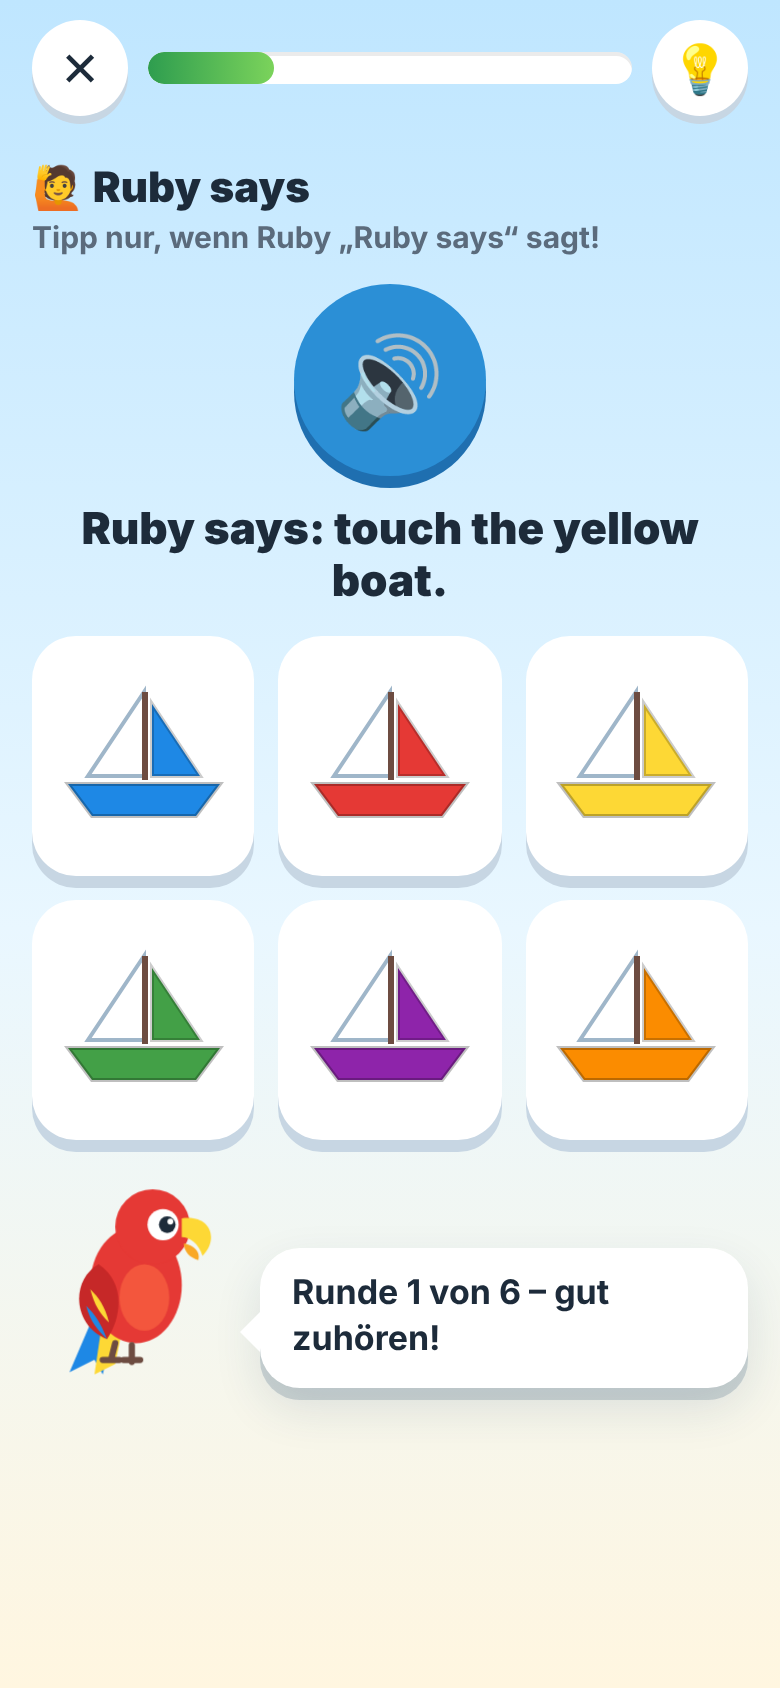 Ruby says
Tipp nur, wenn Ruby „Ruby says“ sagt!
Ruby says: touch the yellow
boat.
Runde 1 von 6 – gut
zuhören!